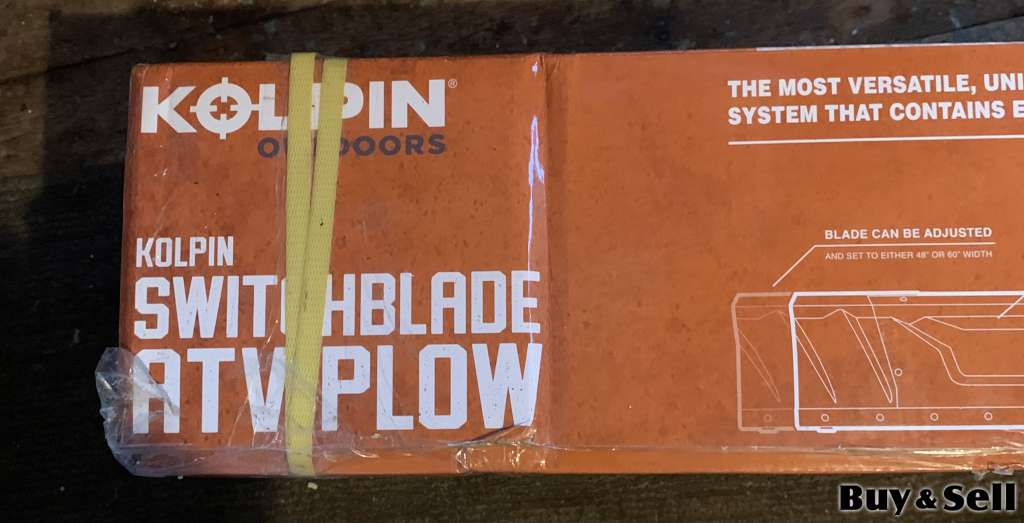 KOLPIN®
OUTDOORS
KOLPIN
SWITCHBLADE
ATV PLOW
THE MOST VERSATILE, UNI
SYSTEM THAT CONTAINS E
BLADE CAN BE ADJUSTED
AND SET TO EITHER 48" OR 60" WIDTH
Buy & Sell